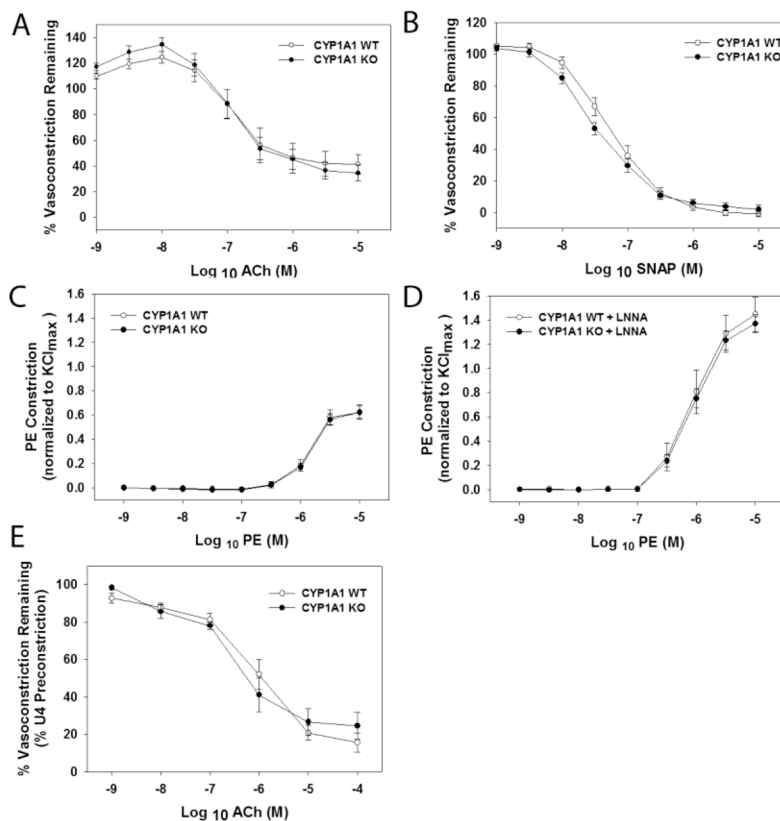 A
CYP1A1 WT
CYP1A1 KO
% Vasoconstriction Remaining
140
120
100
80
60
40
20
0
-9 -8 -7 -6 -5
Log 10 ACh (M)
B
CYP1A1 WT
CYP1A1 KO
% Vasoconstriction Remaining
120
100
80
60
40
20
0
-9 -8 -7 -6 -5
Log 10 SNAP (M)
C
CYP1A1 WT
CYP1A1 KO
PE Constriction
(normalized to KClmax)
1.6
1.4
1.2
1.0
0.8
0.6
0.4
0.2
0.0
-9 -8 -7 -6 -5
Log 10 PE (M)
D
CYP1A1 WT + LNNA
CYP1A1 KO + LNNA
PE Constriction
(normalized to KClmax)
1.6
1.4
1.2
1.0
0.8
0.6
0.4
0.2
0.0
-9 -8 -7 -6 -5
Log 10 PE (M)
E
CYP1A1 WT
CYP1A1 KO
% Vasoconstriction Remaining
(% U4 Preconstriction)
100
80
60
40
20
0
-9 -8 -7 -6 -5 -4
Log 10 ACh (M)